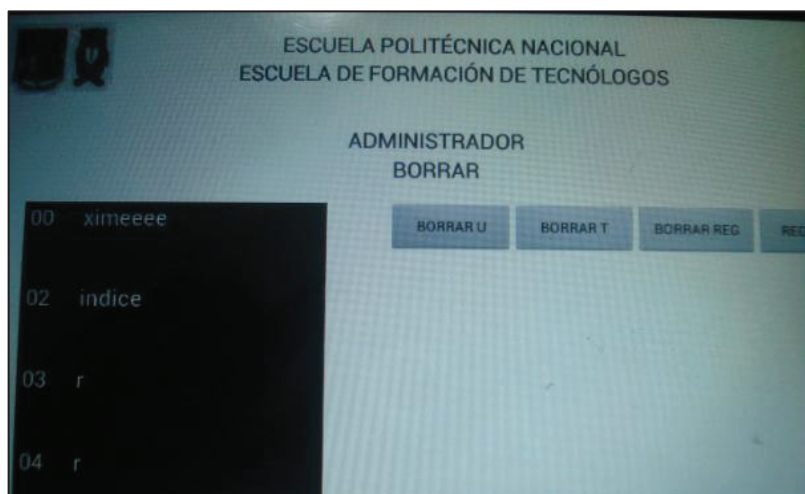 ESCUELA POLITÉCNICA NACIONAL
ESCUELA DE FORMACIÓN DE TECNÓLOGOS
ADMINISTRADOR
BORRAR
00 ximeeee
BORRAR U BORRAR T BORRAR REG REG
02 indice
03 r
04 r